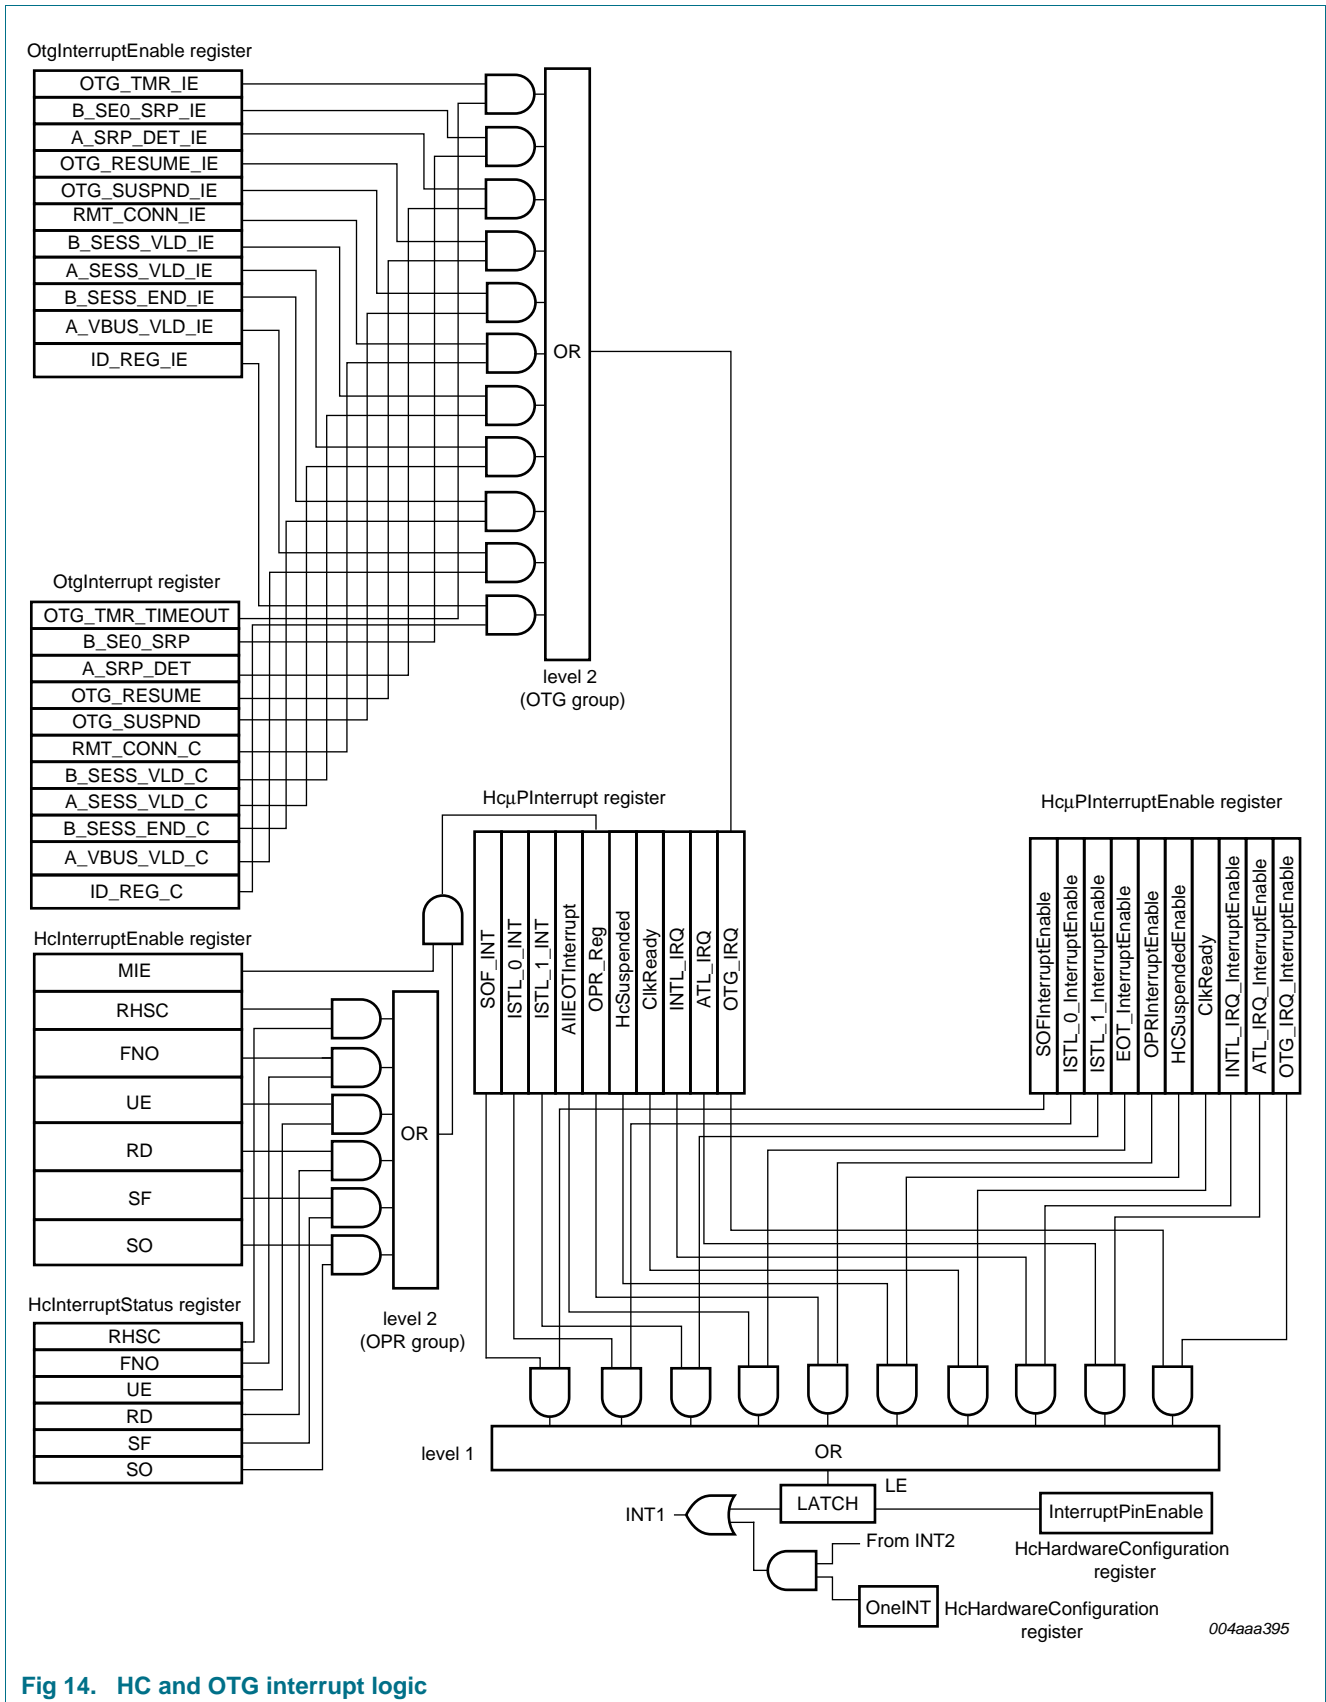 OtgInterruptEnable register
OTG_TMR_IE
B_SE0_SRP_IE
A_SRP_DET_IE
OTG_RESUME_IE
OTG_SUSPND_IE
RMT_CONN_IE
B_SESS_VLD_IE
A_SESS_VLD_IE
B_SESS_END_IE
A_VBUS_VLD_IE
ID_REG_IE
OR
level 2
(OTG group)
OtgInterrupt register
OTG_TMR_TIMEOUT
B_SE0_SRP
A_SRP_DET
OTG_RESUME
OTG_SUSPND
RMT_CONN_C
B_SESS_VLD_C
A_SESS_VLD_C
B_SESS_END_C
A_VBUS_VLD_C
ID_REG_C
HcInterruptEnable register
MIE
RHSC
FNO
UE
RD
SF
SO
OR
level 2
(OPR group)
HcInterruptStatus register
RHSC
FNO
UE
RD
SF
SO
HcμPInterrupt register
SOF_INT
ISTL_0_INT
ISTL_1_INT
AllEOTInterrupt
OPR_Reg
HcSuspended
ClkReady
INTL_IRQ
ATL_IRQ
OTG_IRQ
HcμPInterruptEnable register
SOFInterruptEnable
ISTL_0_InterruptEnable
ISTL_1_InterruptEnable
EOT_InterruptEnable
OPRInterruptEnable
HCSuspendedEnable
ClkReady
INTL_IRQ_InterruptEnable
ATL_IRQ_InterruptEnable
OTG_IRQ_InterruptEnable
level 1
OR
LE
LATCH
INT1
InterruptPinEnable
HcHardwareConfiguration
register
From INT2
OneINT
HcHardwareConfiguration
register
004aaa395
Fig 14. HC and OTG interrupt logic